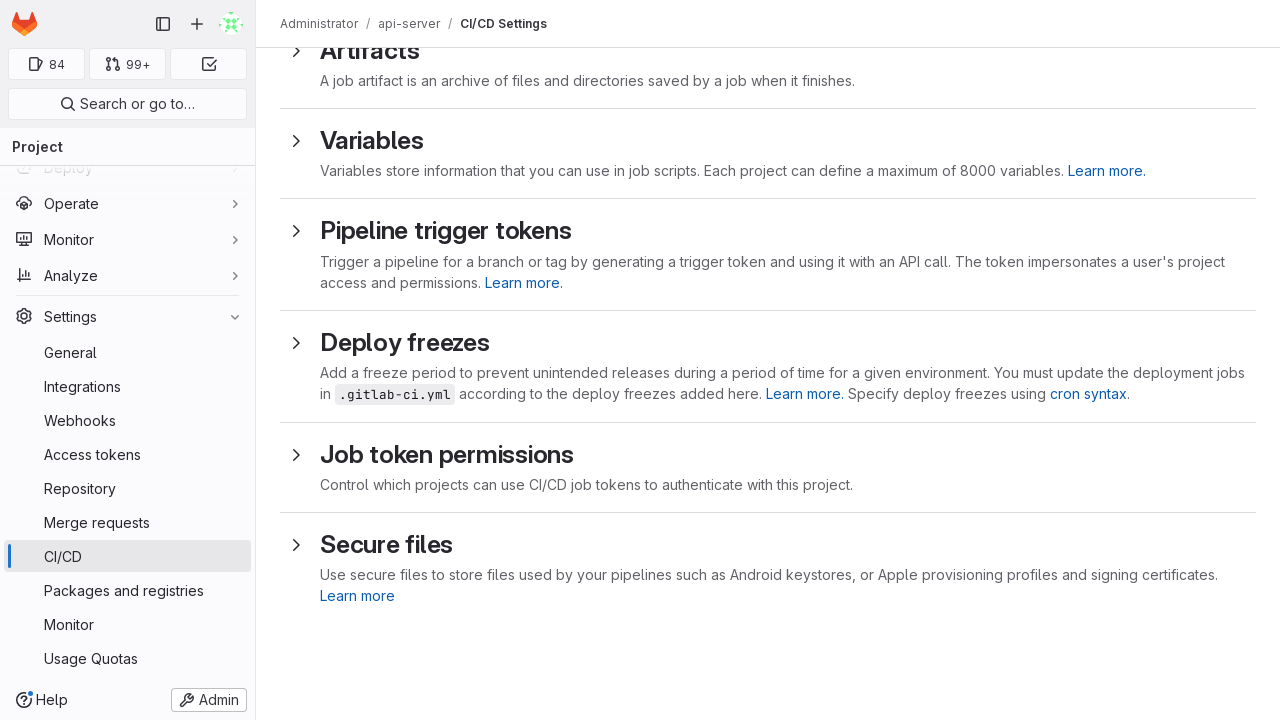 Administrator / api-server / CI/CD Settings
84
99+
Search or go to…
Project
Deploy
Operate
Monitor
Analyze
Settings
General
Integrations
Webhooks
Access tokens
Repository
Merge requests
CI/CD
Packages and registries
Monitor
Usage Quotas
Help
Admin
Artifacts
A job artifact is an archive of files and directories saved by a job when it finishes.
Variables
Variables store information that you can use in job scripts. Each project can define a maximum of 8000 variables. Learn more.
Pipeline trigger tokens
Trigger a pipeline for a branch or tag by generating a trigger token and using it with an API call. The token impersonates a user's project
access and permissions. Learn more.
Deploy freezes
Add a freeze period to prevent unintended releases during a period of time for a given environment. You must update the deployment jobs
in .gitlab-ci.yml according to the deploy freezes added here. Learn more. Specify deploy freezes using cron syntax.
Job token permissions
Control which projects can use CI/CD job tokens to authenticate with this project.
Secure files
Use secure files to store files used by your pipelines such as Android keystores, or Apple provisioning profiles and signing certificates.
Learn more